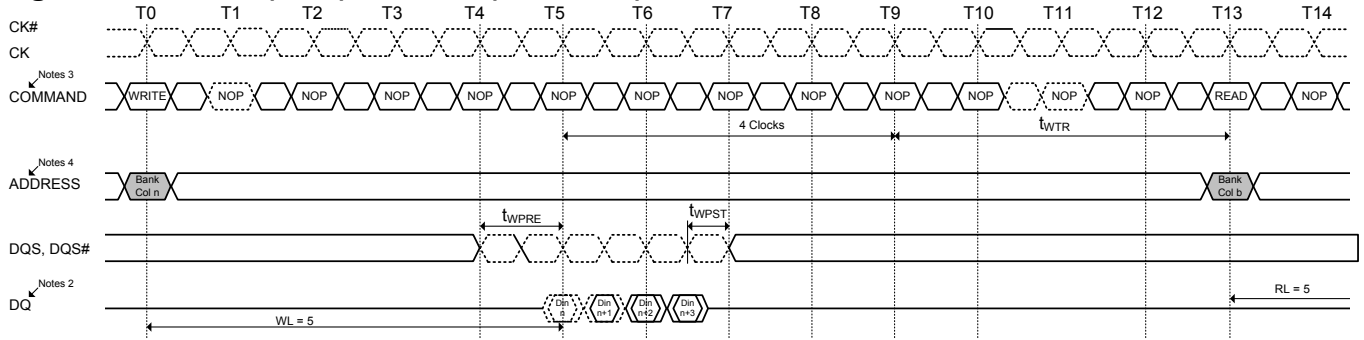 T0 T1 T2 T3 T4 T5 T6 T7 T8 T9 T10 T11 T12 T13 T14
CK#
CK
Notes 3
COMMAND WRITE NOP NOP NOP NOP NOP NOP NOP NOP NOP NOP NOP NOP READ NOP
4 Clocks tWTR
Notes 4
ADDRESS
Bank Bank
Col n Col b
tWPRE tWPST
DQS, DQS#
Notes 2
DQ
Din Din Din Din
n n+1 n+2 n+3
RL = 5
WL = 5